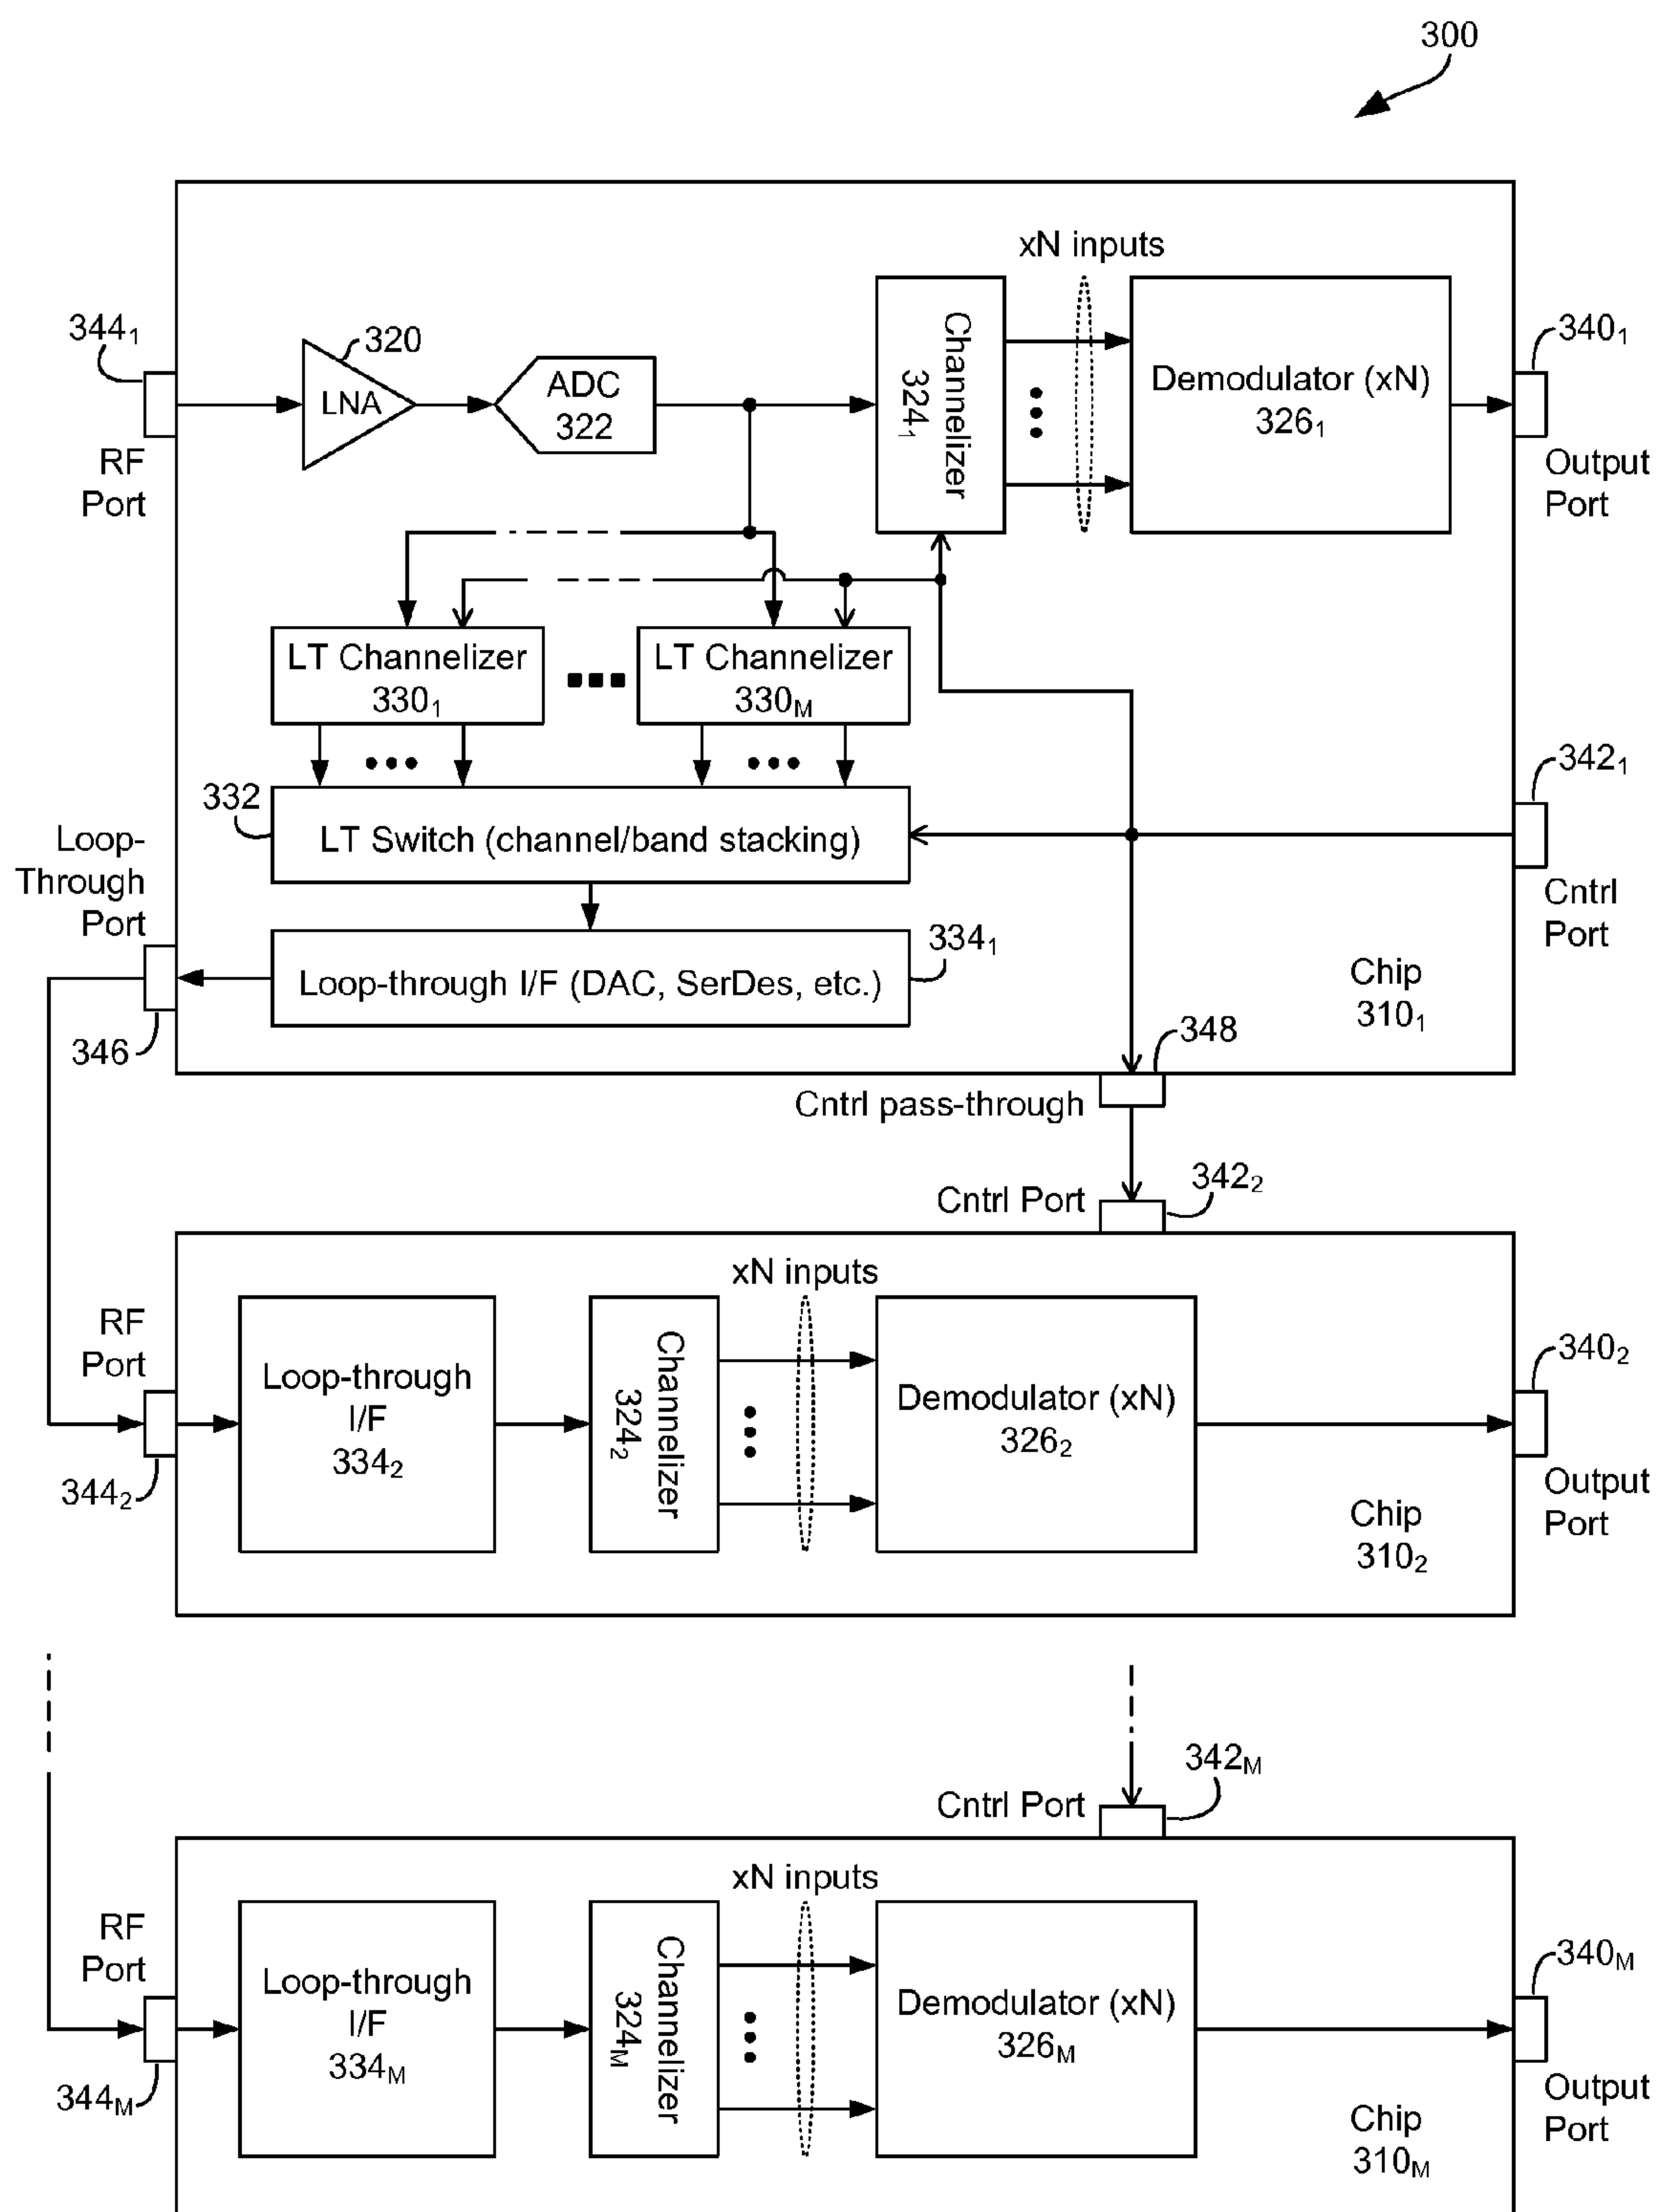 300
xN inputs
344₁
320
LNA
ADC
322
Channelizer
324₁
Demodulator (xN)
326₁
340₁
RF
Port
Output
Port
LT Channelizer
330₁
LT Channelizer
330M
332
LT Switch (channel/band stacking)
342₁
Loop-
Through
Port
Cntrl
Port
334₁
Loop-through I/F (DAC, SerDes, etc.)
Chip
310₁
346
348
Cntrl pass-through
Cntrl Port
342₂
xN inputs
RF
Port
Loop-through
I/F
334₂
Channelizer
324₂
Demodulator (xN)
326₂
340₂
344₂
Output
Port
Chip
310₂
342M
Cntrl Port
xN inputs
RF
Port
Loop-through
I/F
334M
Channelizer
324M
Demodulator (xN)
326M
340M
344M
Output
Port
Chip
310M